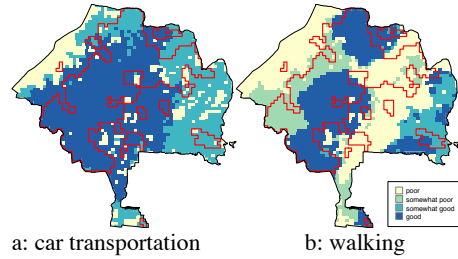 poor
somewhat poor
somewhat good
good
a: car transportation
b: walking